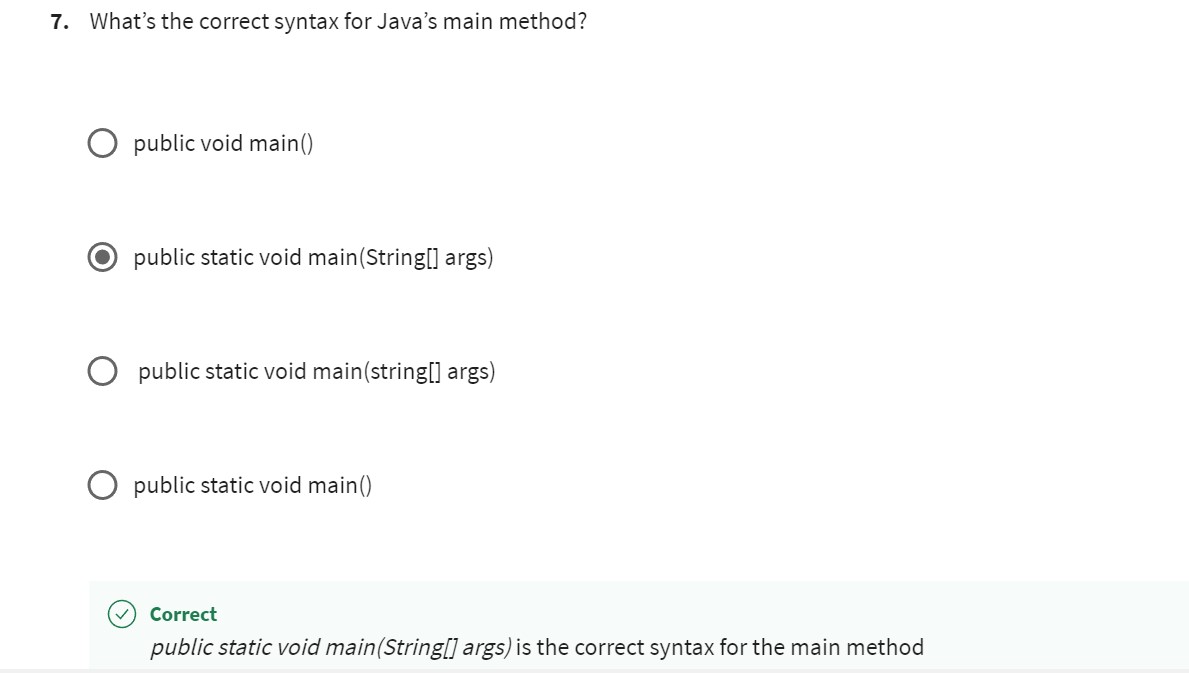 7. What’s the correct syntax for Java’s main method?
public void main()
public static void main(String[] args)
public static void main(string[] args)
public static void main()
Correct
public static void main(String[] args) is the correct syntax for the main method